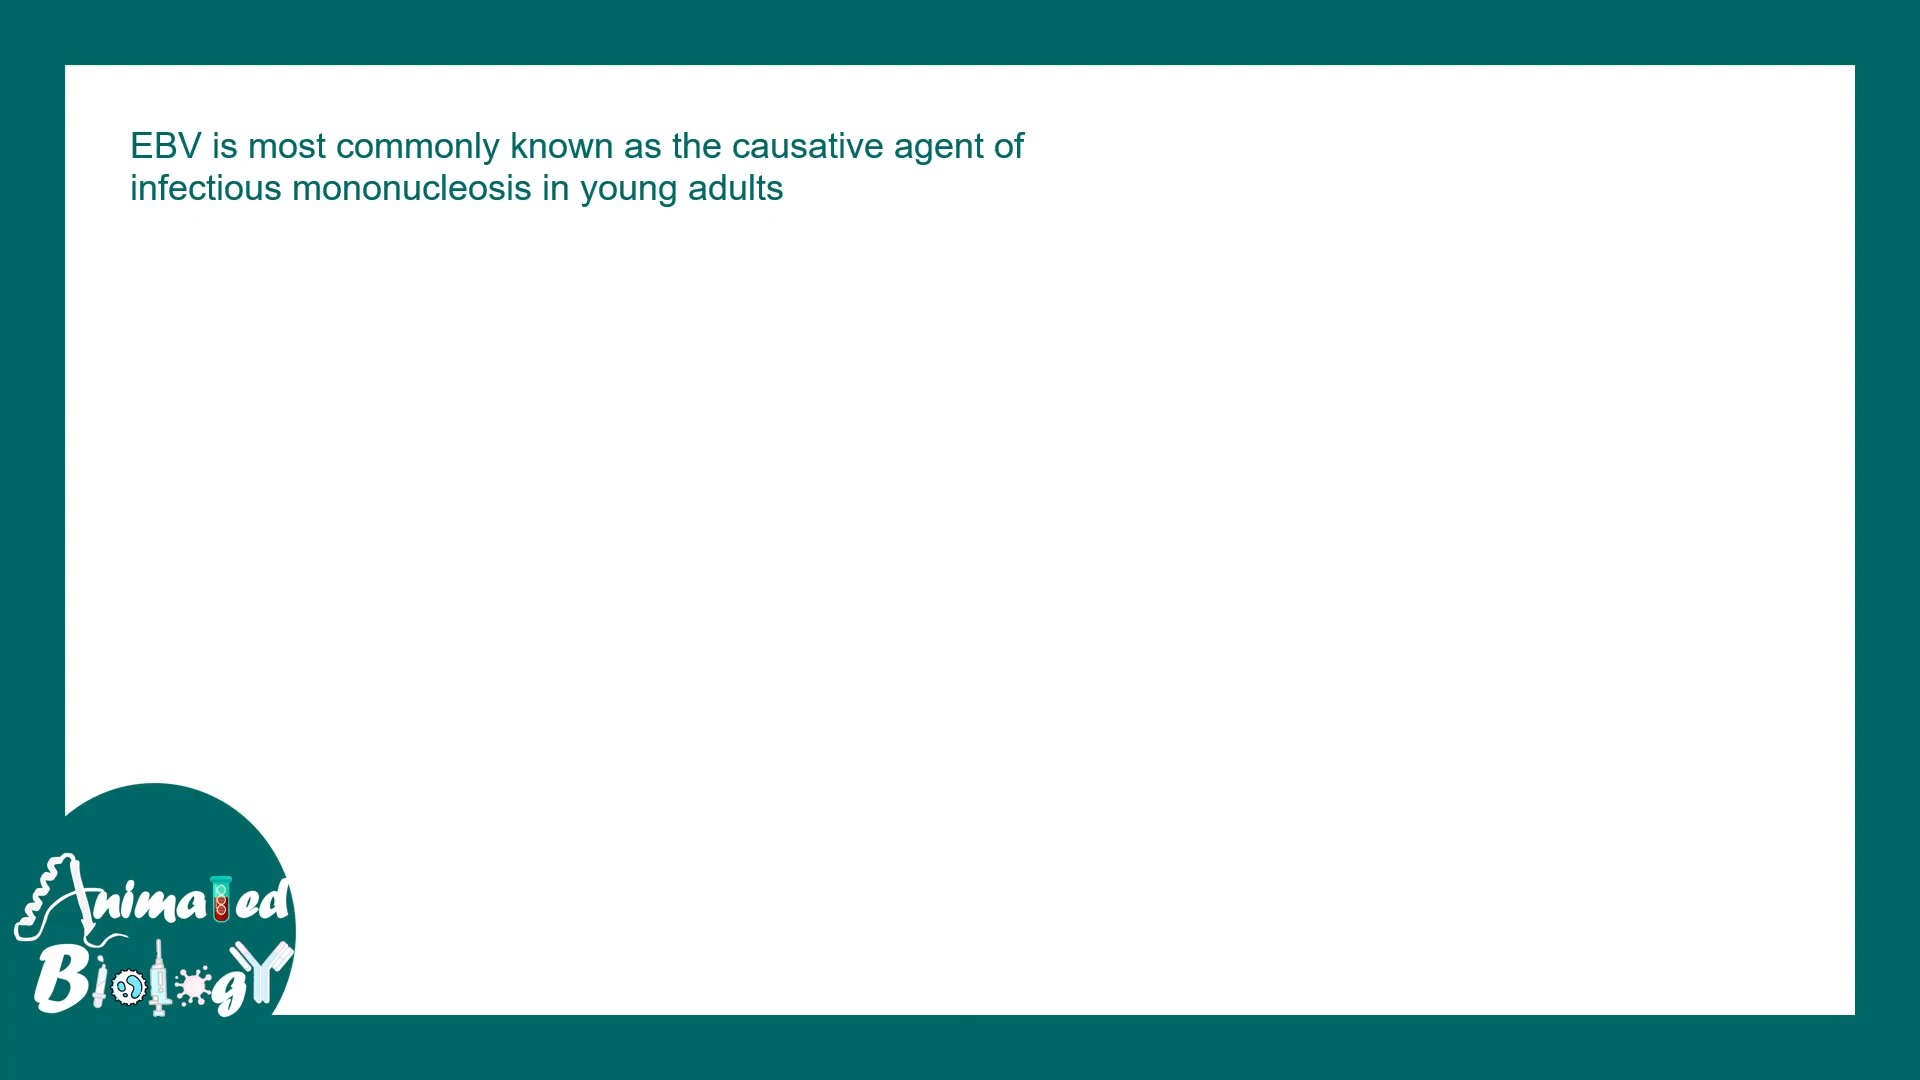 EBV is most commonly known as the causative agent of
infectious mononucleosis in young adults
Animated
BiologY